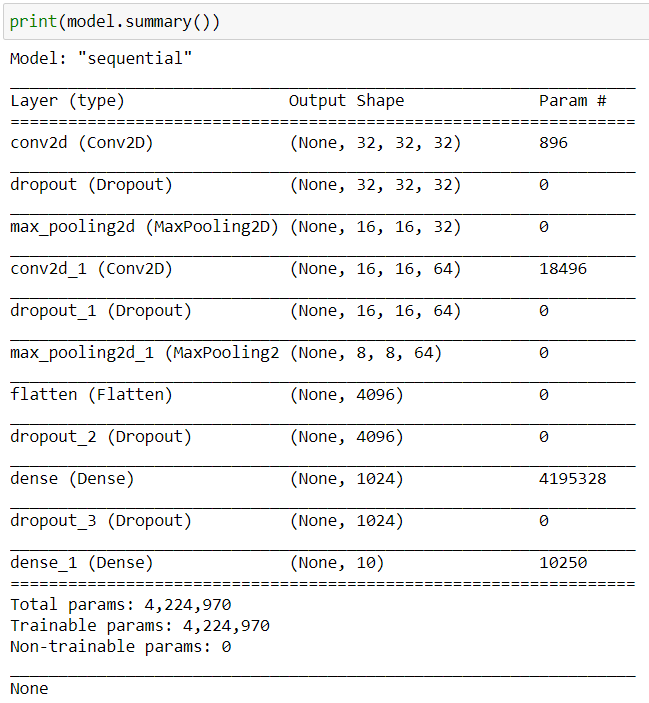 print(model.summary())
Model: "sequential"
_________________________________________________________________
Layer (type)                 Output Shape              Param #
=================================================================
conv2d (Conv2D)              (None, 32, 32, 32)        896
_________________________________________________________________
dropout (Dropout)            (None, 32, 32, 32)        0
_________________________________________________________________
max_pooling2d (MaxPooling2D) (None, 16, 16, 32)        0
_________________________________________________________________
conv2d_1 (Conv2D)            (None, 16, 16, 64)        18496
_________________________________________________________________
dropout_1 (Dropout)          (None, 16, 16, 64)        0
_________________________________________________________________
max_pooling2d_1 (MaxPooling2 (None, 8, 8, 64)          0
_________________________________________________________________
flatten (Flatten)            (None, 4096)              0
_________________________________________________________________
dropout_2 (Dropout)          (None, 4096)              0
_________________________________________________________________
dense (Dense)                (None, 1024)              4195328
_________________________________________________________________
dropout_3 (Dropout)          (None, 1024)              0
_________________________________________________________________
dense_1 (Dense)              (None, 10)                10250
=================================================================
Total params: 4,224,970
Trainable params: 4,224,970
Non-trainable params: 0
_________________________________________________________________
None